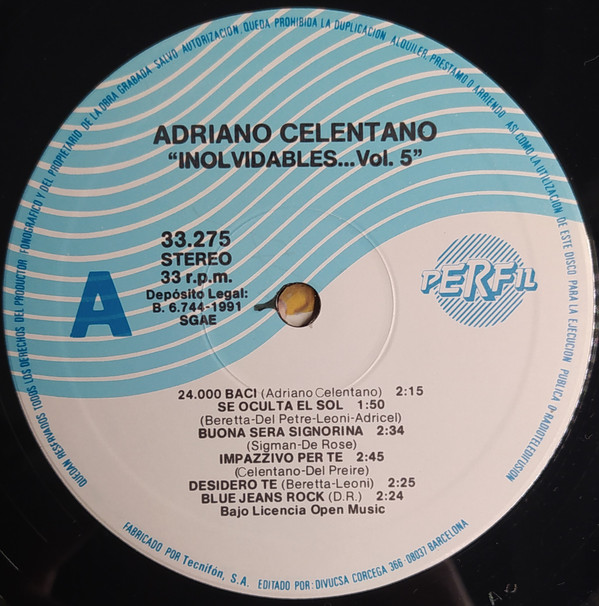 QUEDAN RESERVADOS TODOS LOS DERECHOS DEL PRODUCTOR FONOGRAFICO Y DEL PROPIETARIO DE LA OBRA GRABADA. SALVO AUTORIZACION, QUEDA PROHIBIDA LA DUPLICACION, ALQUILER, PRESTAMO O ARRIENDO, ASI COMO LA UTILIZACION DE ESTE DISCO PARA LA EJECUCION PUBLICA O RADIOTELEDIFUSION
ADRIANO CELENTANO
"INOLVIDABLES...Vol. 5"
33.275
STEREO
33 r.p.m.
Depósito Legal:
B. 6.744-1991
SGAE
A
PERFIL
24.000 BACI (Adriano Celentano) 2:15
SE OCULTA EL SOL 1:50
(Beretta-Del Petre-Leoni-Adricel)
BUONA SERA SIGNORINA 2:34
(Sigman-De Rose)
IMPAZZIVO PER TE 2:45
(Celentano-Del Preire)
DESIDERO TE (Beretta-Leoni) 2:25
BLUE JEANS ROCK (D.R.) 2:24
Bajo Licencia Open Music
FABRICADO POR Tecnifón, S.A. EDITADO POR: DIVUCSA CORCEGA 366 - 08037 BARCELONA